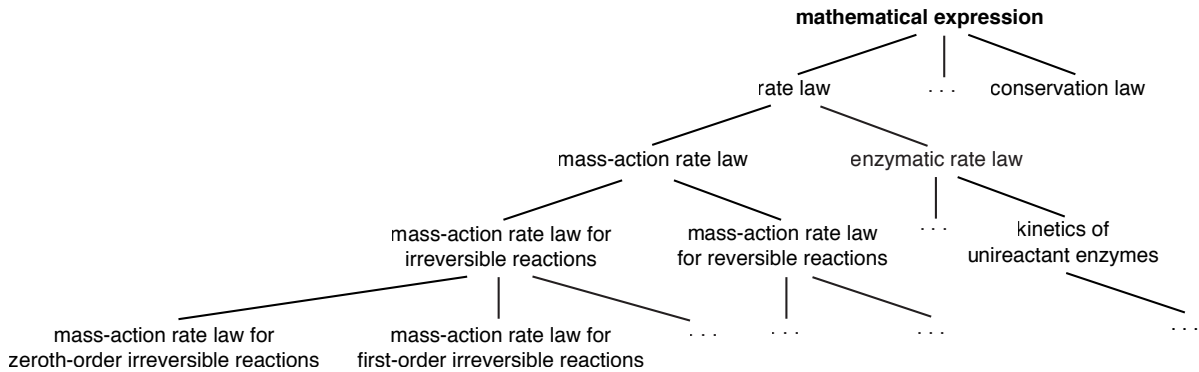 mathematical expression
rate law
. . .
conservation law
mass-action rate law
enzymatic rate law
mass-action rate law for
irreversible reactions
mass-action rate law
for reversible reactions
. . .
kinetics of
unireactant enzymes
mass-action rate law for
zeroth-order irreversible reactions
mass-action rate law for
first-order irreversible reactions
. . .
. . .
. . .
. . .